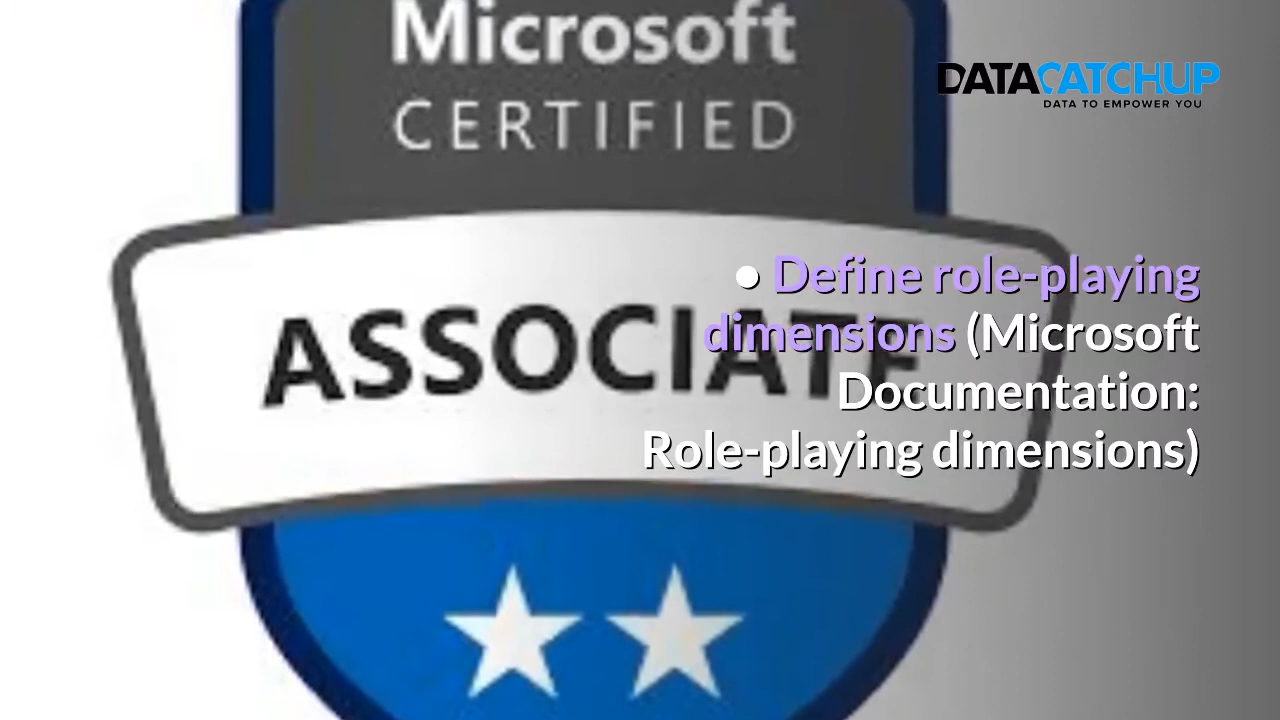 Microsoft
CERTIFIED
DATACATCHUP
DATA TO EMPOWER YOU
ASSOCIATE
• Define role-playing
dimensions (Microsoft
Documentation:
Role-playing dimensions)